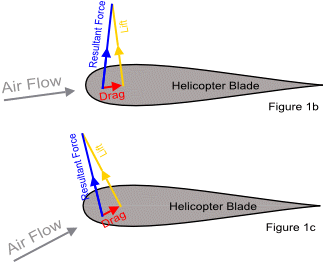 Resultant Force
Lift
Air Flow
Drag
Helicopter Blade
Figure 1b
Resultant Force
Lift
Air Flow
Drag
Helicopter Blade
Figure 1c